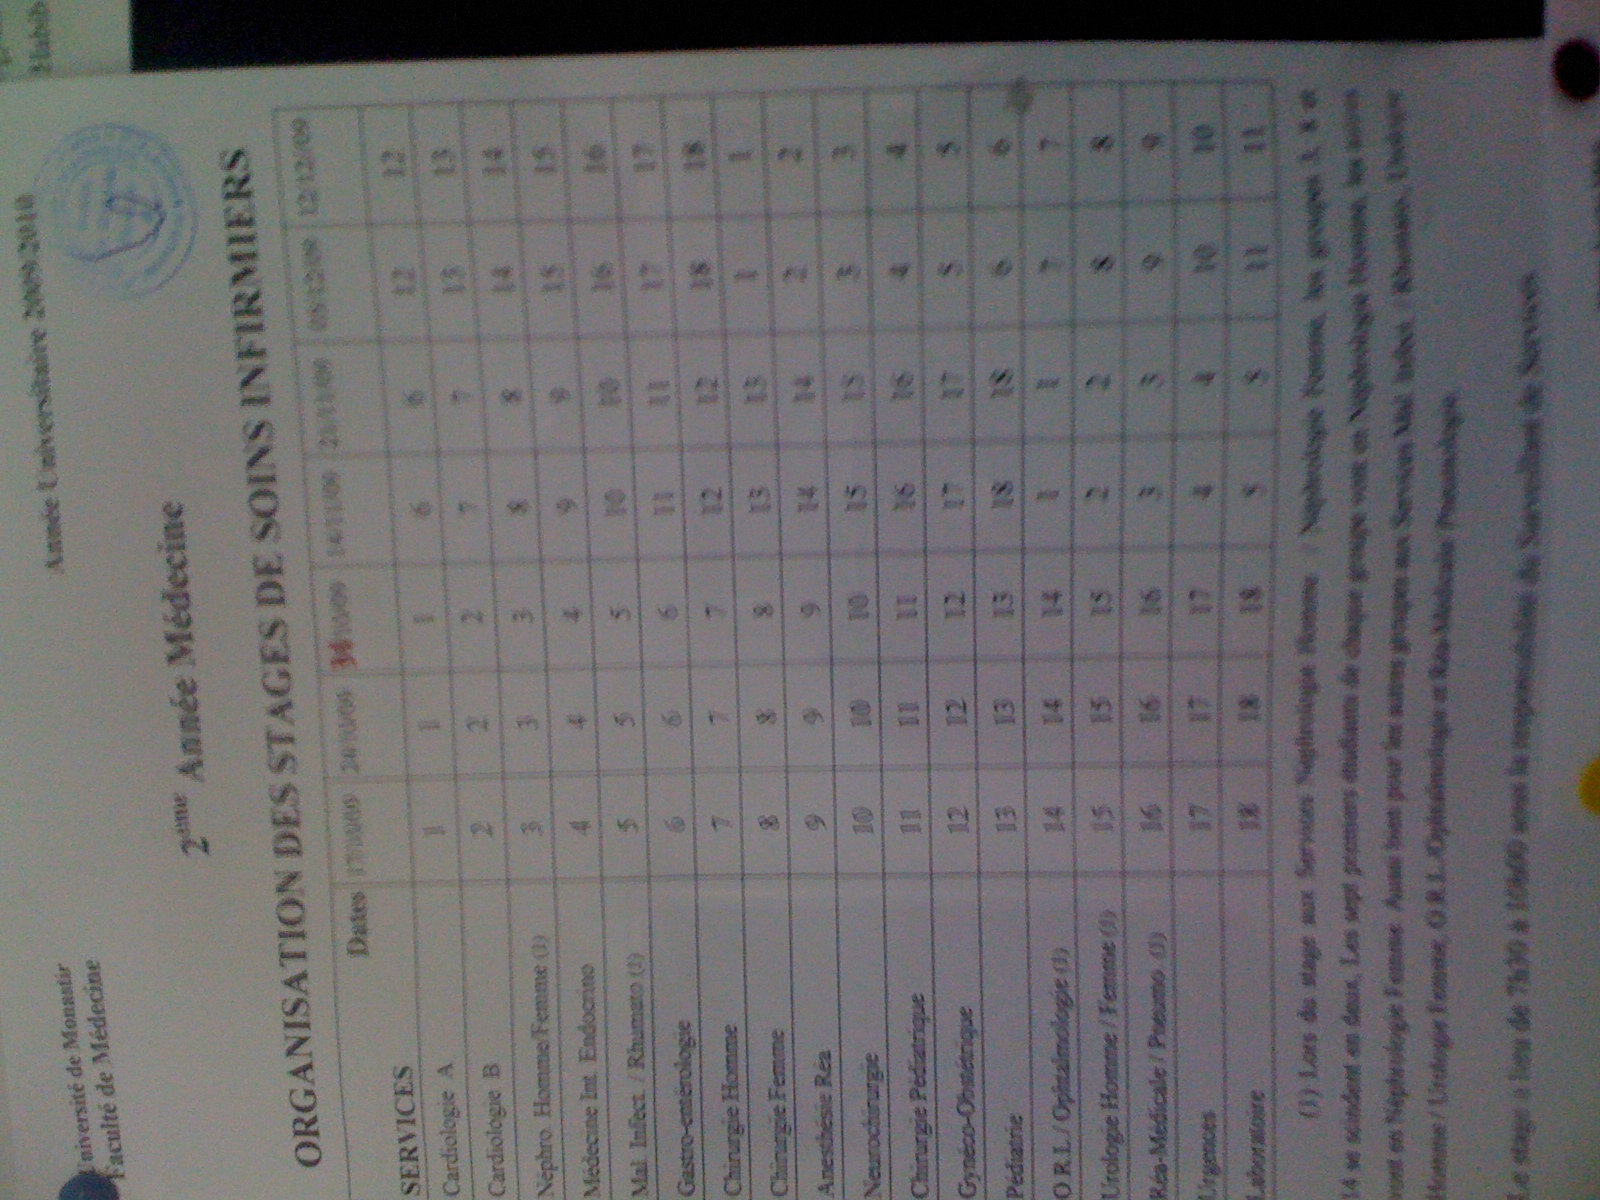 Université de Monastir
Faculté de Médecine
Année Universitaire 2009/2010
Habib
2ème Année Médecine
ORGANISATION DES STAGES DE SOINS INFIRMIERS
Dates 17/10/09 24/10/09 31/10/09 14/11/09 21/11/09 05/12/09 12/12/09
SERVICES
Cardiologie A 1 1 1 6 6 12 12
Cardiologie B 2 2 2 7 7 13 13
Néphro. Homme/Femme (1) 3 3 3 8 8 14 14
Médecine Int. Endocrino 4 4 4 9 9 15 15
Mal. Infect. / Rhumato (1) 5 5 5 10 10 16 16
Gastro-entérologie 6 6 6 11 11 17 17
Chirurgie Homme 7 7 7 12 12 18 18
Chirurgie Femme 8 8 8 13 13 1 1
Anesthésie Réa 9 9 9 14 14 2 2
Neurochirurgie 10 10 10 15 15 3 3
Chirurgie Pédiatrique 11 11 11 16 16 4 4
Gynéco-Obstétrique 12 12 12 17 17 5 5
Pédiatrie 13 13 13 18 18 6 6
O.R.L / Ophtalmologie (1) 14 14 14 1 1 7 7
Urologie Homme / Femme (1) 15 15 15 2 2 8 8
Réa-Médicale / Pneumo. (1) 16 16 16 3 3 9 9
Urgences 17 17 17 4 4 10 10
Laboratoire 18 18 18 5 5 11 11
(1) Lors du stage aux Services Néphrologie Homme / Néphrologie Femme, les groupes 3, 8 et
14 se scindent en deux, Les sept premiers étudiants de chaque groupe vont en Néphrologie Homme, les autres
vont en Néphrologie Femme. Aussi bien pour les autres groupes aux Services Mal. Infect. / Rhumato., Urologie
Homme / Urologie Femme, O.R.L./Ophtalmologie et Réa-Médicale/Pneumologie.
Le stage a lieu de 7h30 à 10h00 sous la responsabilité du Surveillant de Services